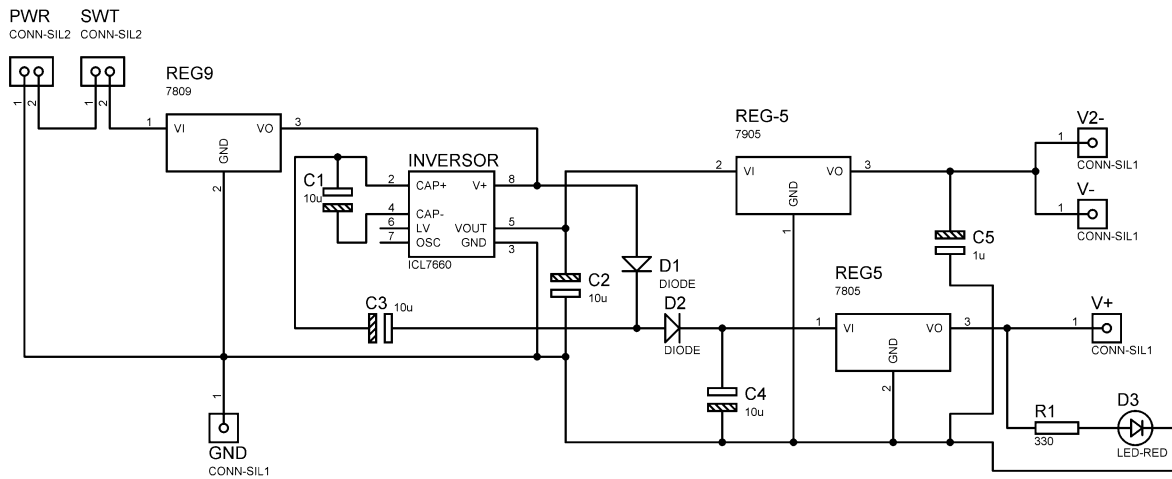 PWR
CONN-SIL2
SWT
CONN-SIL2
1
2
1
2
REG9
7809
1
VI
VO
3
GND
2
INVERSOR
2
CAP+
V+
8
4
CAP-
6
LV
VOUT
5
7
OSC
GND
3
ICL7660
C1
10u
C2
10u
C3
10u
D1
DIODE
D2
DIODE
C4
10u
REG-5
7905
2
VI
VO
3
GND
1
V2-
1
CONN-SIL1
V-
1
CONN-SIL1
C5
1u
REG5
7805
1
VI
VO
3
GND
2
V+
1
CONN-SIL1
R1
330
D3
LED-RED
1
GND
CONN-SIL1